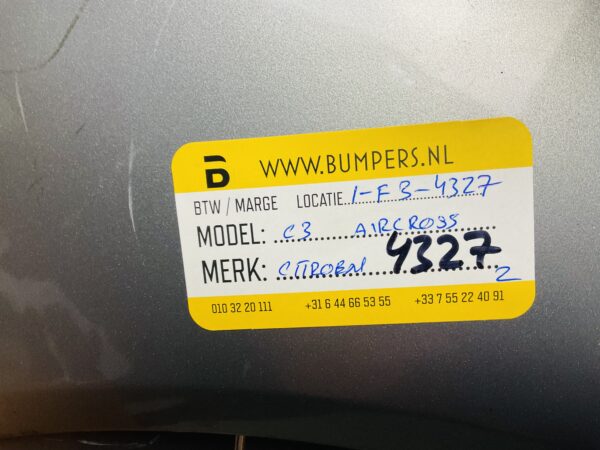 B WWW.BUMPERS.NL
BTW / MARGE LOCATIE 1-F3-4327
MODEL: C3 AIRCROSS
MERK: CITROEN 4327 2
010 32 20 111 +31 6 44 66 53 55 +33 7 55 22 40 91